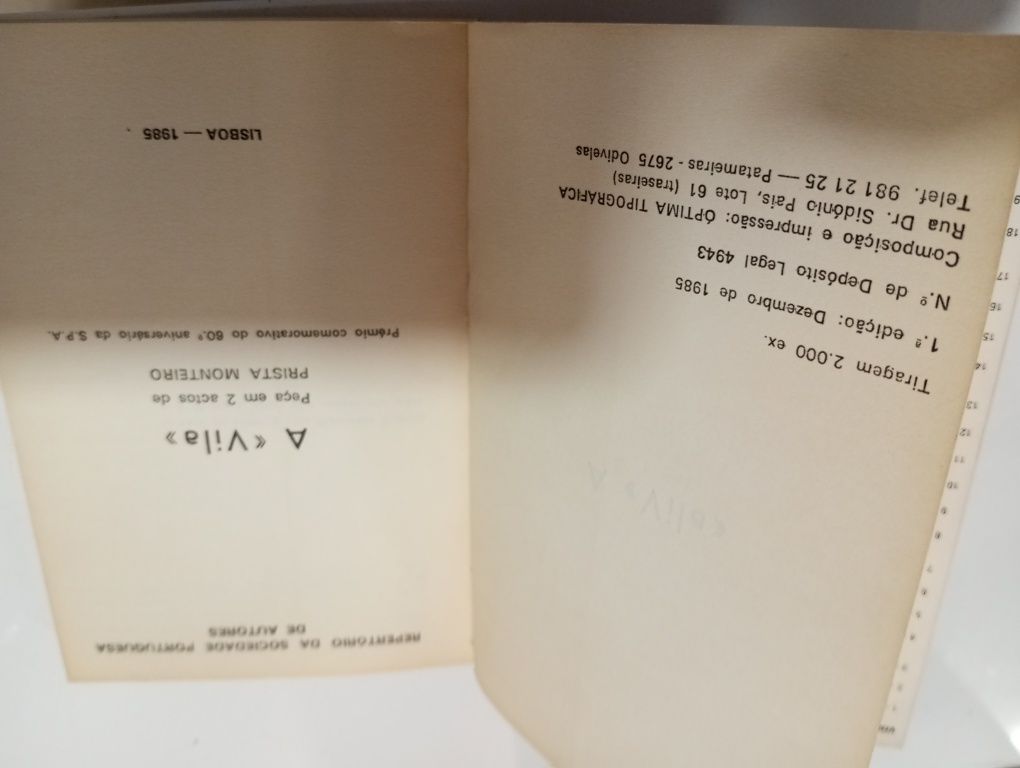 Tiragem 2.000 ex.
1.ª edição: Dezembro de 1985
N.º de Depósito Legal 4943
Composição e impressão: ÓPTIMA TIPOGRÁFICA
Rua Dr. Sidónio Pais, Lote 61 (traseiras)
Telef. 981 21 25 — Patameiras - 2675 Odivelas
REPERTÓRIO DA SOCIEDADE PORTUGUESA
DE AUTORES
A «Vila»
Peça em 2 actos de
PRISTA MONTEIRO
Prémio comemorativo do 60.º aniversário da S.P.A.
LISBOA — 1985